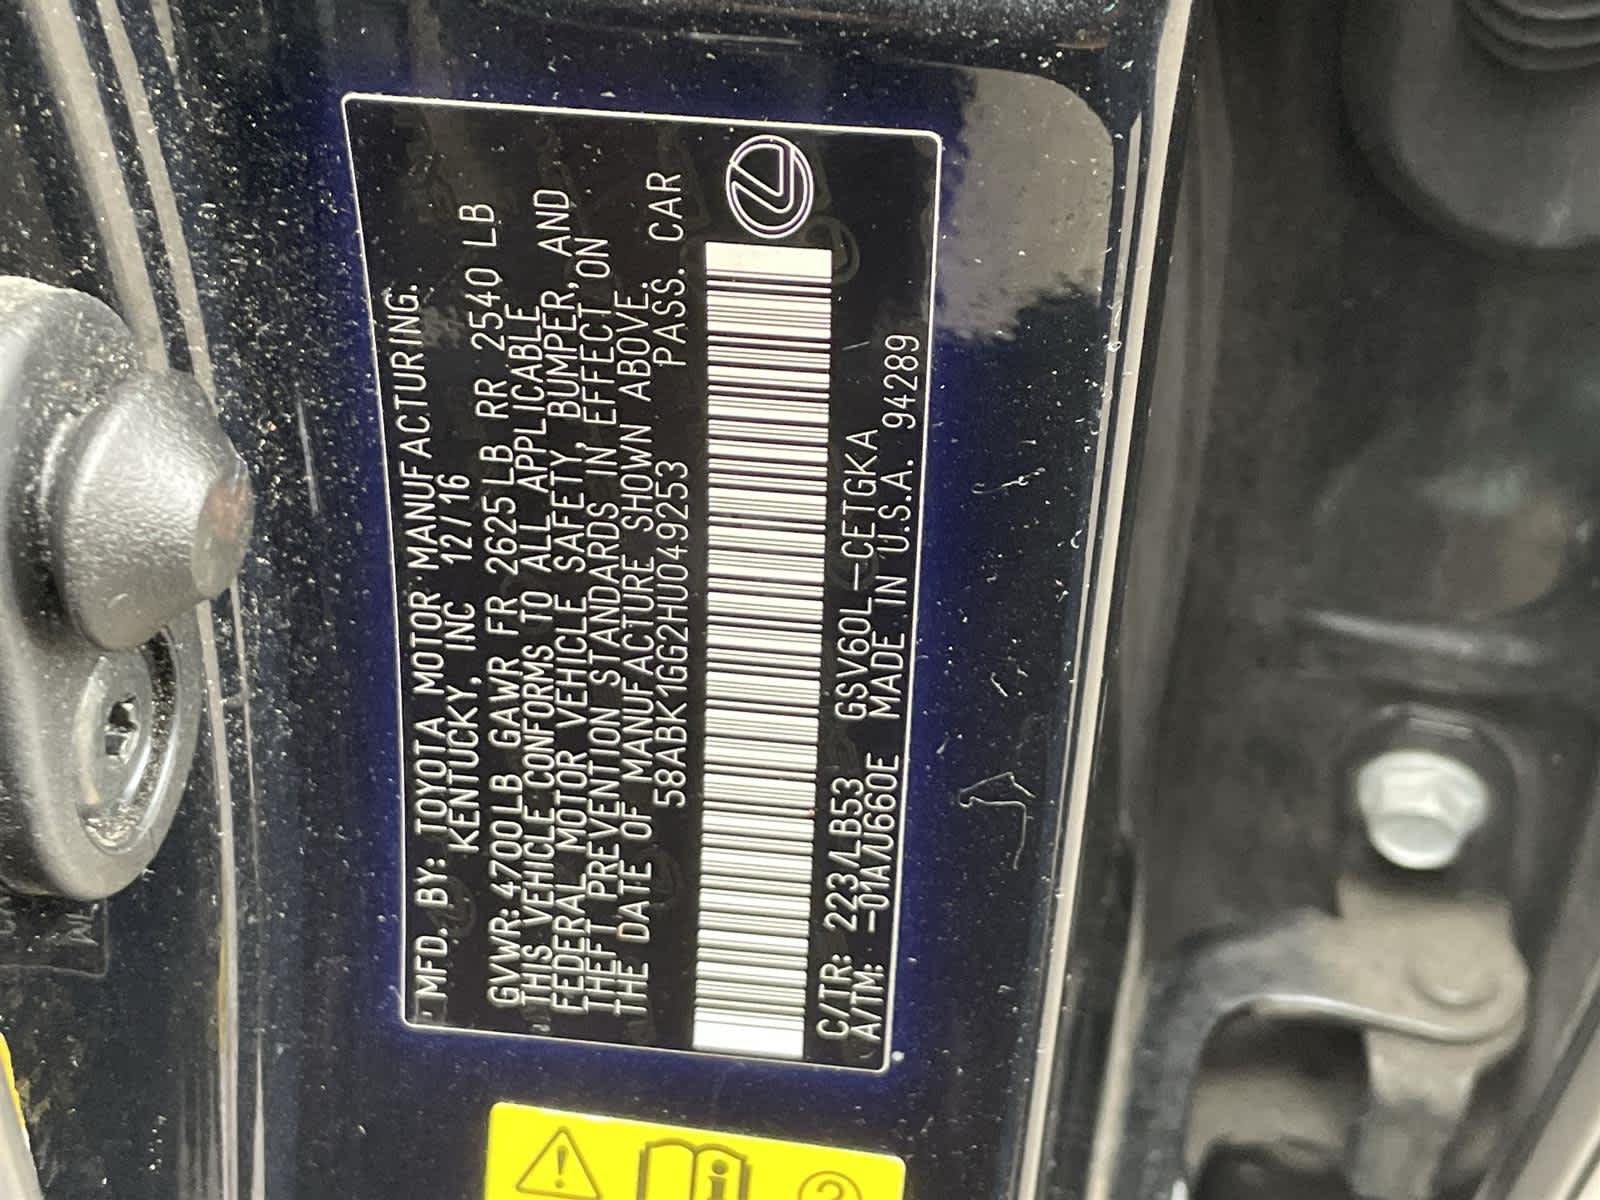 MFD. BY: TOYOTA MOTOR MANUFACTURING.
KENTUCKY, INC 12/16
GVWR: 4700LB GAWR FR 2625LB RR 2540 LB
THIS VEHICLE CONFORMS TO ALL APPLICABLE
FEDERAL MOTOR VEHICLE SAFETY, BUMPER, AND
THEFT PREVENTION STANDARDS IN EFFECT ON
THE DATE OF MANUFACTURE SHOWN ABOVE.
58ABK1GG2HU049253 PASS. CAR
C/TR: 223/LB53 GSV60L-CETGKA
A/TM: -01A/U660E MADE IN U.S.A. 94289